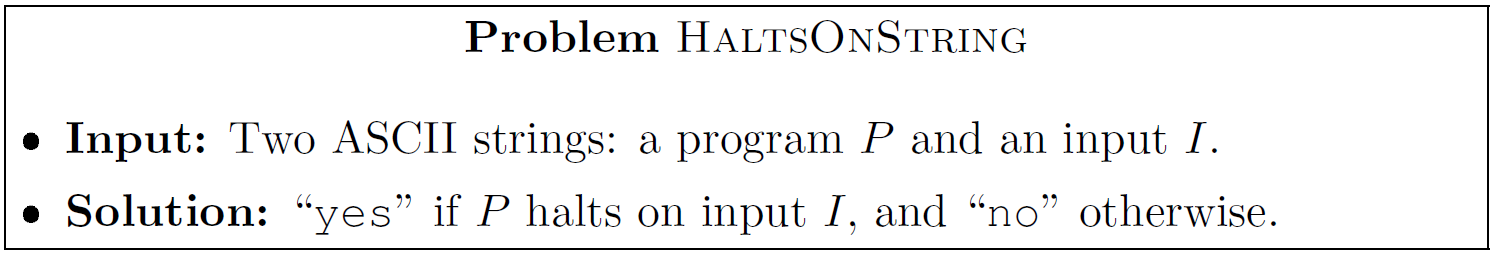 Problem HALTSONSTRING
• Input: Two ASCII strings: a program P and an input I.
• Solution: “yes” if P halts on input I, and “no” otherwise.